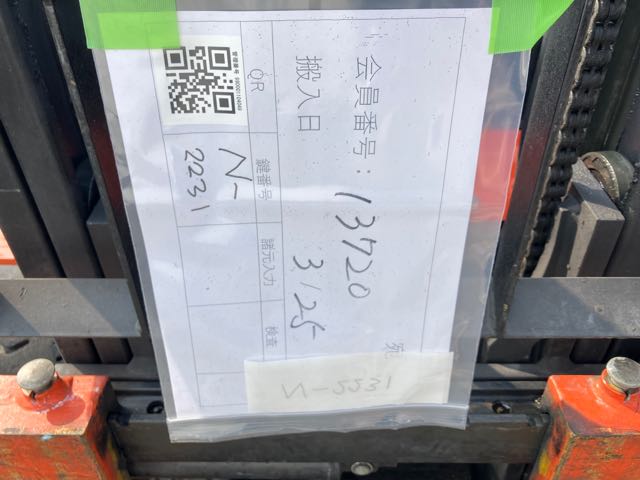 会員番号：13720
搬入日 3/25
QR 鍵番号 諸元入力 検査
N-
2231
N-2231